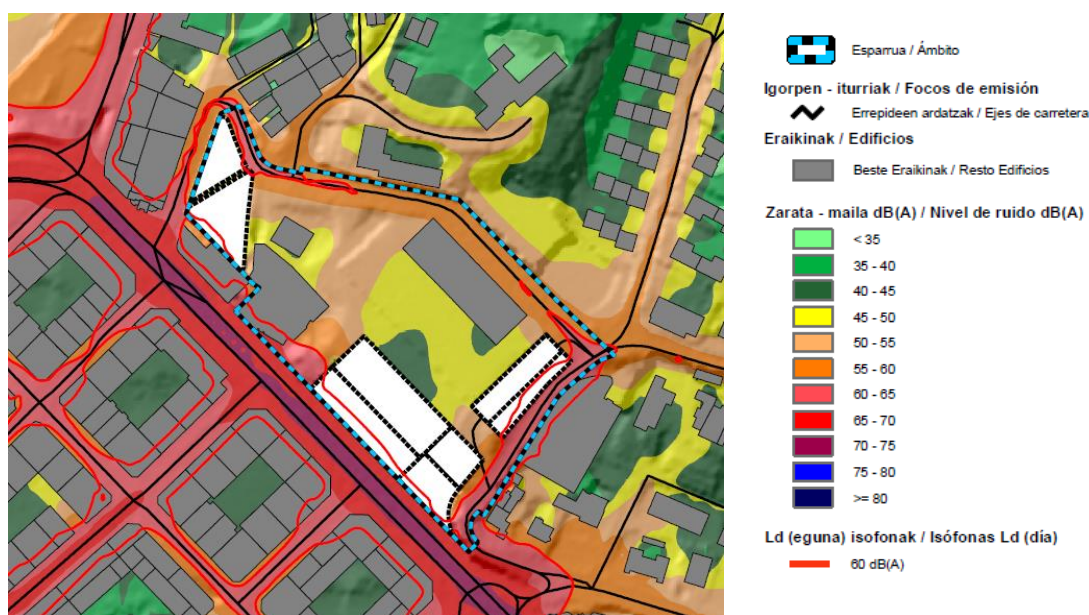 Esparrua / Ámbito
Igorpen - iturriak / Focos de emisión
Errepideen ardatzak / Ejes de carretera
Eraikinak / Edificios
Beste Eraikinak / Resto Edificios
Zarata - maila dB(A) / Nivel de ruido dB(A)
< 35
35 - 40
40 - 45
45 - 50
50 - 55
55 - 60
60 - 65
65 - 70
70 - 75
75 - 80
>= 80
Ld (eguna) isofonak / Isófonas Ld (día)
60 dB(A)